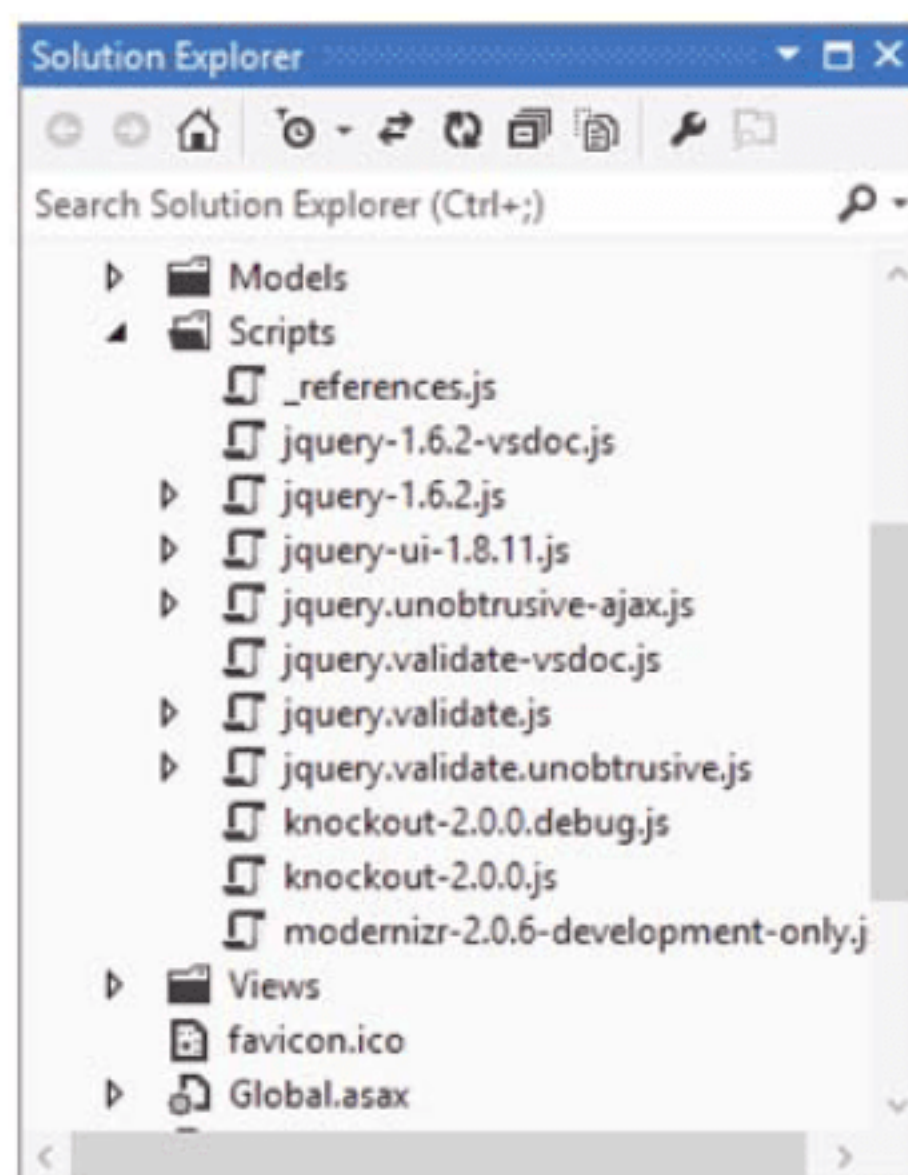 Solution Explorer
Search Solution Explorer (Ctrl+;)
Models
Scripts
_references.js
jquery-1.6.2-vsdoc.js
jquery-1.6.2.js
jquery-ui-1.8.11.js
jquery.unobtrusive-ajax.js
jquery.validate-vsdoc.js
jquery.validate.js
jquery.validate.unobtrusive.js
knockout-2.0.0.debug.js
knockout-2.0.0.js
modernizr-2.0.6-development-only.j
Views
favicon.ico
Global.asax